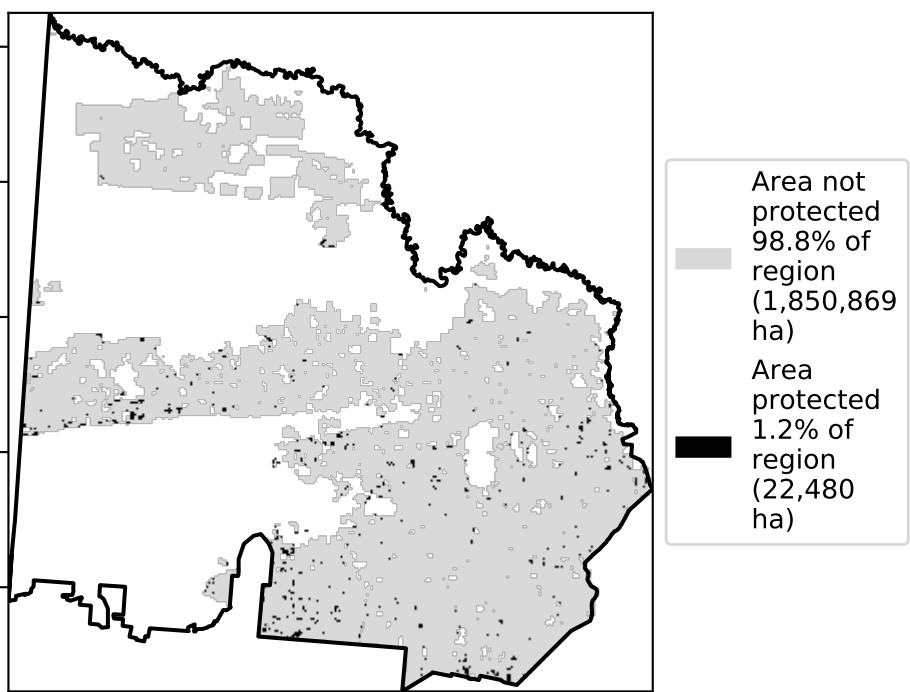 Area not
protected
98.8% of
region
(1,850,869
ha)
Area
protected
1.2% of
region
(22,480
ha)